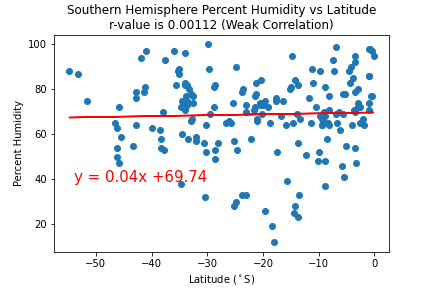 Southern Hemisphere Percent Humidity vs Latitude
r-value is 0.00112 (Weak Correlation)
100
80
60
40
20
Percent Humidity
y = 0.04x +69.74
−50
−40
−30
−20
−10
0
Latitude (°S)